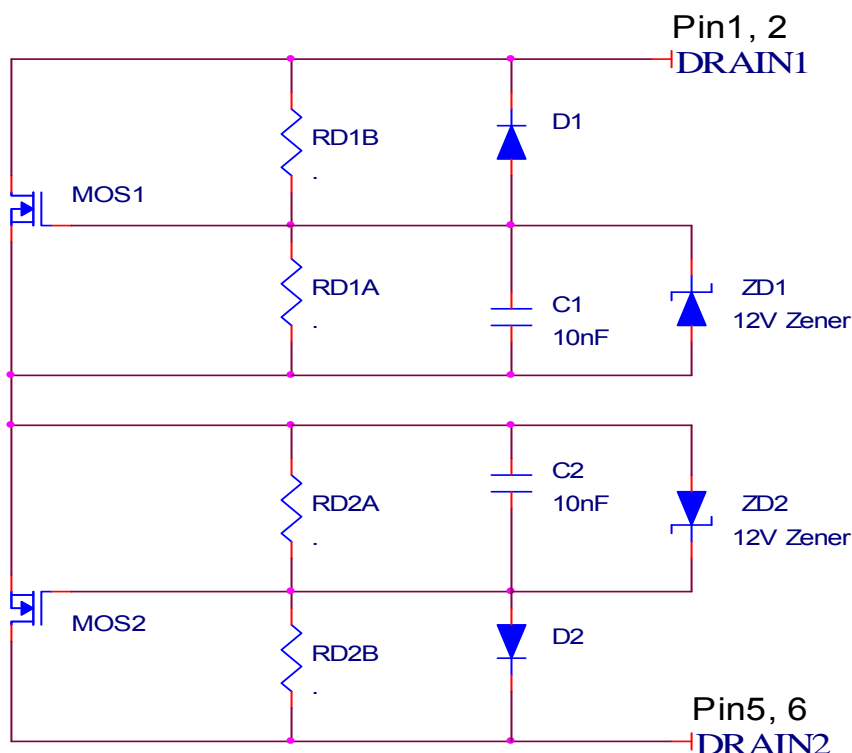 Pin1, 2
DRAIN1
D1
RD1B
.
MOS1
RD1A
.
C1
10nF
ZD1
12V Zener
C2
10nF
RD2A
.
ZD2
12V Zener
MOS2
D2
RD2B
.
Pin5, 6
DRAIN2